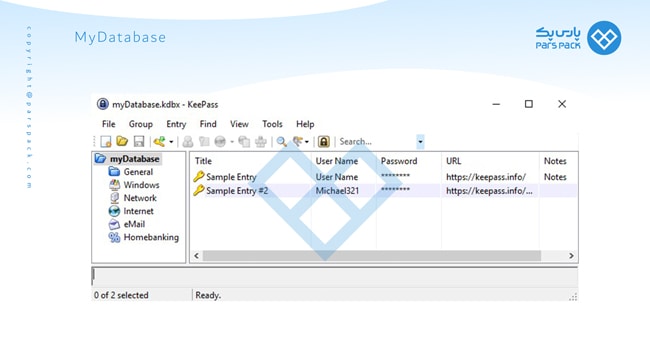 MyDatabase
پارس پک
PARS PACK
copyright@parspack.com
myDatabase.kdbx - KeePass
File Group Entry Find View Tools Help
Search...
myDatabase
General
Windows
Network
Internet
eMail
Homebanking
Title User Name Password URL Notes
Sample Entry User Name ******** https://keepass.info/ Notes
Sample Entry #2 Michael321 ******** https://keepass.info/...
0 of 2 selected Ready.